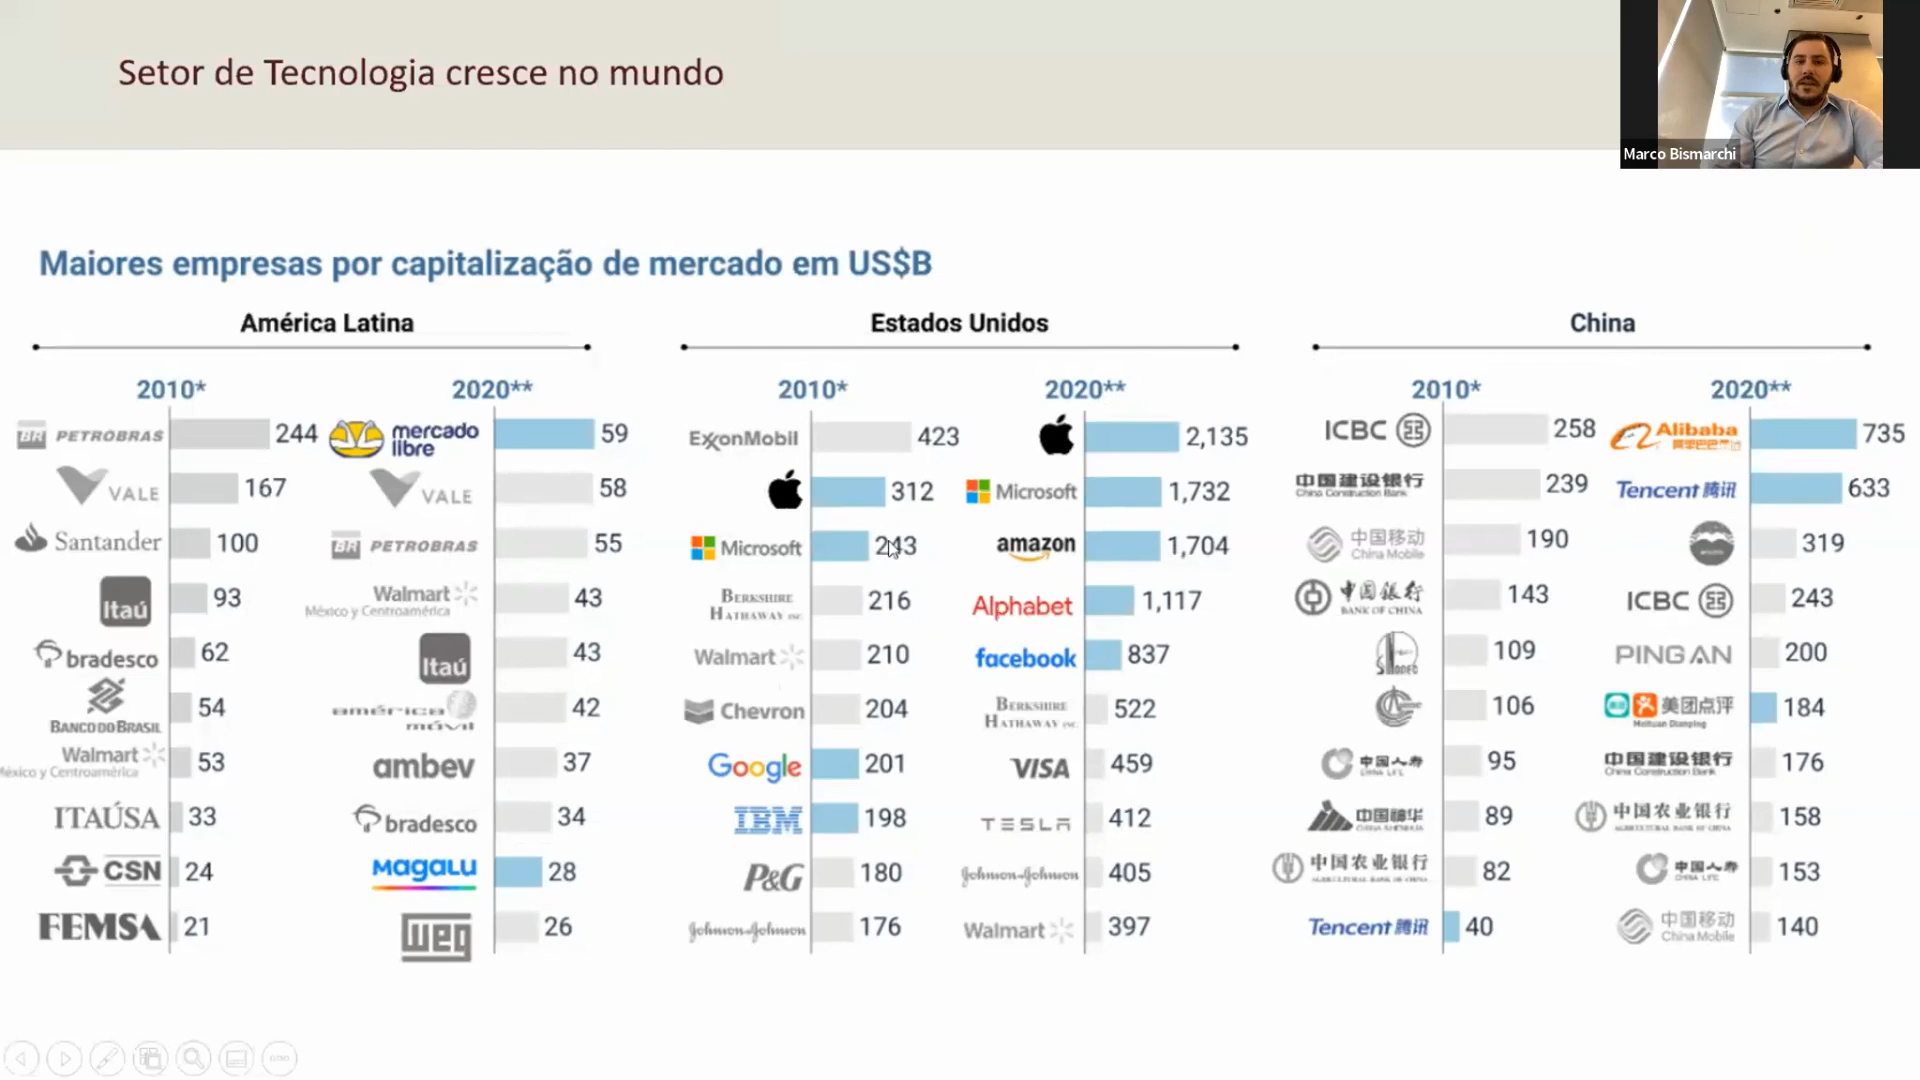 Setor de Tecnologia cresce no mundo
Marco Bismarchi
Maiores empresas por capitalização de mercado em US$B
América Latina
2010*
BR PETROBRAS 244
VALE 167
Santander 100
Itaú 93
bradesco 62
BANCO DO BRASIL 54
Walmart
México y Centroamérica 53
ITAÚSA 33
CSN 24
FEMSA 21
2020**
mercado
libre 59
VALE 58
BR PETROBRAS 55
Walmart
México y Centroamérica 43
Itaú 43
américa
móvil 42
ambev 37
bradesco 34
MAGALU 28
WEG 26
Estados Unidos
2010*
ExxonMobil 423
312
Microsoft 243
BERKSHIRE
HATHAWAY INC 216
Walmart 210
Chevron 204
Google 201
IBM 198
P&G 180
Johnson&Johnson 176
2020**
2,135
Microsoft 1,732
amazon 1,704
Alphabet 1,117
facebook 837
BERKSHIRE
HATHAWAY INC 522
VISA 459
TESLA 412
Johnson&Johnson 405
Walmart 397
China
2010*
ICBC 258
中国建设银行
China Construction Bank 239
中国移动
China Mobile 190
中国银行
BANK OF CHINA 143
109
106
中国人寿
CHINA LIFE 95
中国神华
CHINA SHENHUA 89
中国农业银行
AGRICULTURAL BANK OF CHINA 82
Tencent 腾讯 40
2020**
Alibaba
阿里巴巴集团 735
Tencent 腾讯 633
319
ICBC 243
PING AN 200
美团点评
Meituan Dianping 184
中国建设银行
China Construction Bank 176
中国农业银行
AGRICULTURAL BANK OF CHINA 158
中国人寿
CHINA LIFE 153
中国移动
China Mobile 140